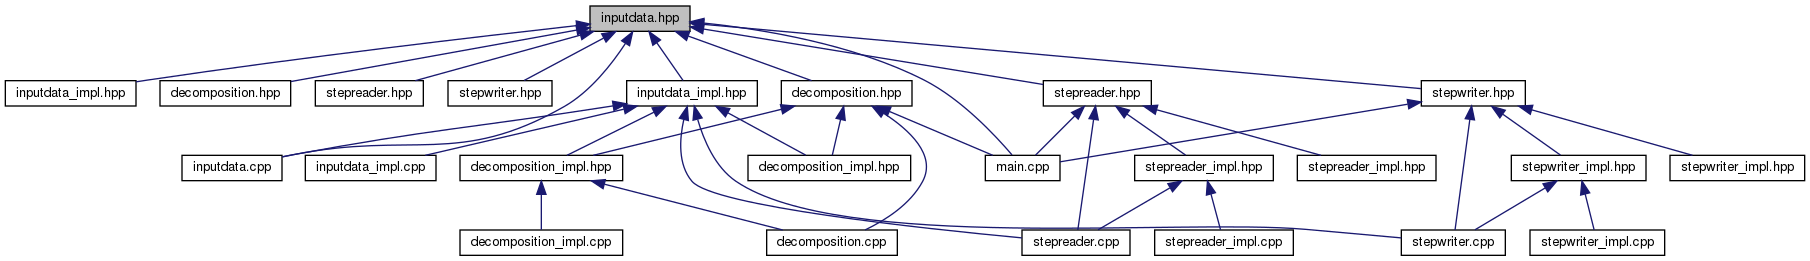 inputdata.hpp
inputdata_impl.hpp
decomposition.hpp
stepreader.hpp
stepwriter.hpp
inputdata_impl.hpp
decomposition.hpp
stepreader.hpp
stepwriter.hpp
inputdata.cpp
inputdata_impl.cpp
decomposition_impl.hpp
decomposition_impl.hpp
main.cpp
stepreader_impl.hpp
stepreader_impl.hpp
stepwriter_impl.hpp
stepwriter_impl.hpp
decomposition_impl.cpp
decomposition.cpp
stepreader.cpp
stepreader_impl.cpp
stepwriter.cpp
stepwriter_impl.cpp